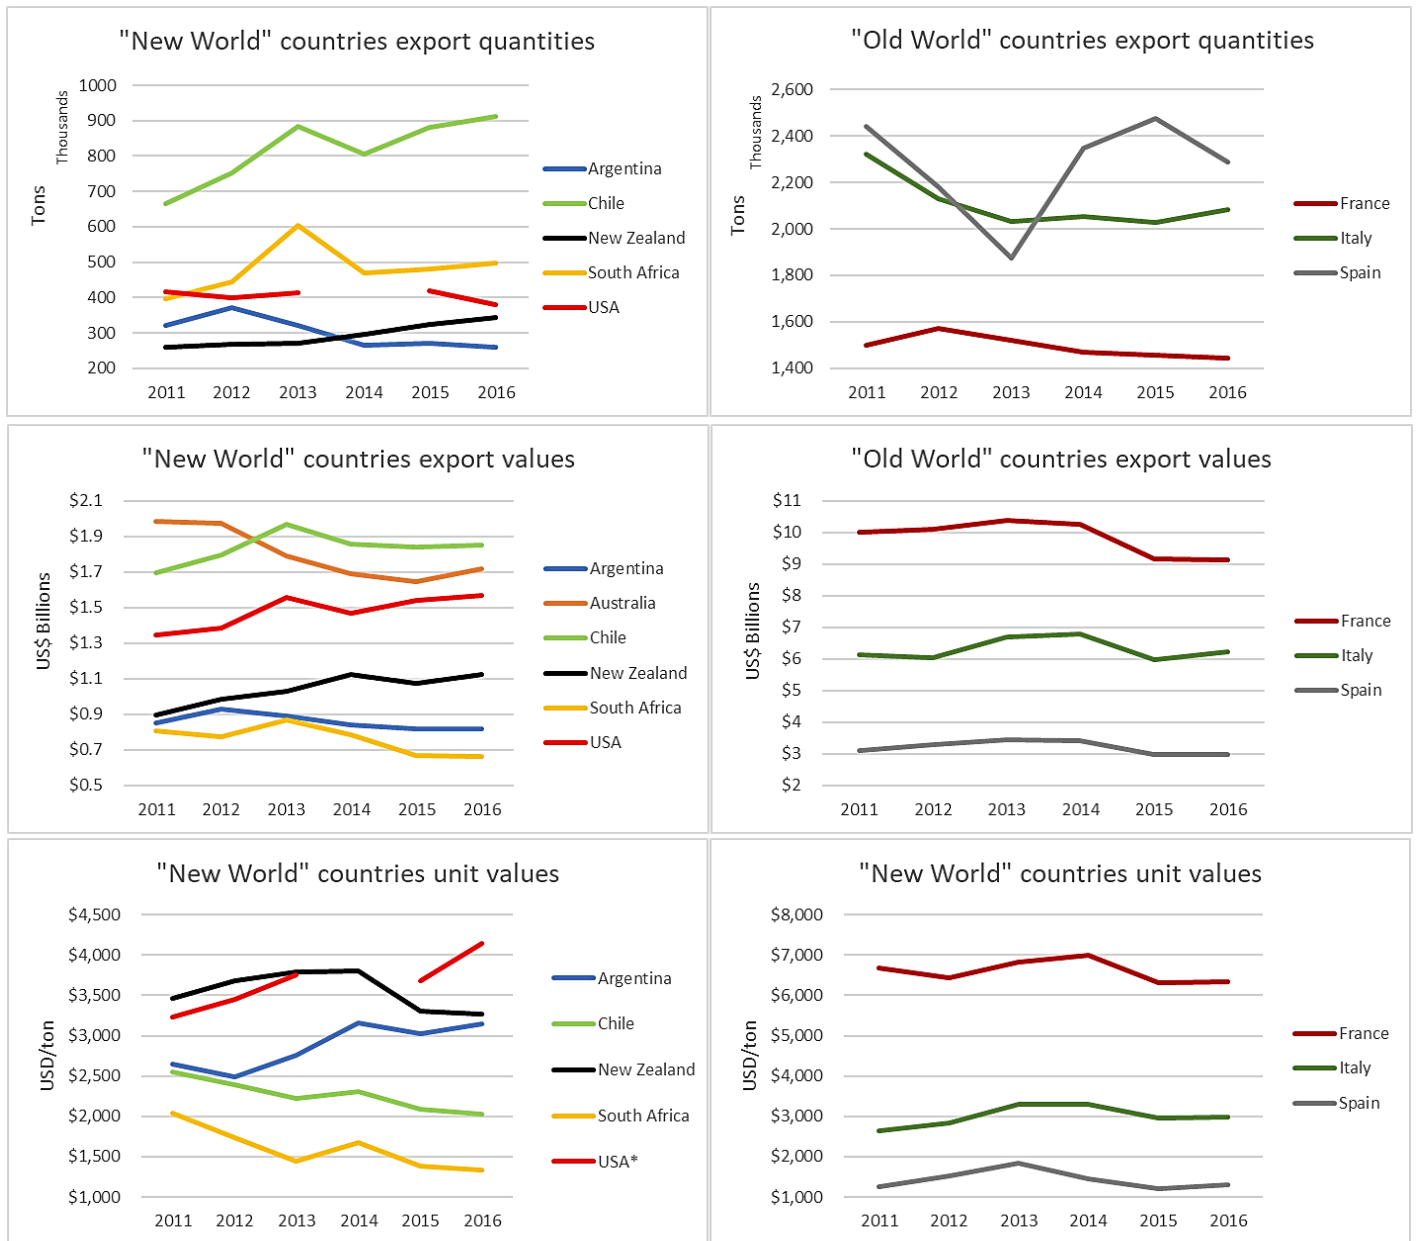 "New World" countries export quantities
Thousands
Tons
1000
900
800
700
600
500
400
300
200
2011 2012 2013 2014 2015 2016
Argentina
Chile
New Zealand
South Africa
USA
"Old World" countries export quantities
Thousands
Tons
2,600
2,400
2,200
2,000
1,800
1,600
1,400
2011 2012 2013 2014 2015 2016
France
Italy
Spain
"New World" countries export values
US$ Billions
$2.1
$1.9
$1.7
$1.5
$1.3
$1.1
$0.9
$0.7
$0.5
2011 2012 2013 2014 2015 2016
Argentina
Australia
Chile
New Zealand
South Africa
USA
"Old World" countries export values
US$ Billions
$11
$10
$9
$8
$7
$6
$5
$4
$3
$2
2011 2012 2013 2014 2015 2016
France
Italy
Spain
"New World" countries unit values
USD/ton
$4,500
$4,000
$3,500
$3,000
$2,500
$2,000
$1,500
$1,000
2011 2012 2013 2014 2015 2016
Argentina
Chile
New Zealand
South Africa
USA*
"New World" countries unit values
USD/ton
$8,000
$7,000
$6,000
$5,000
$4,000
$3,000
$2,000
$1,000
2011 2012 2013 2014 2015 2016
France
Italy
Spain